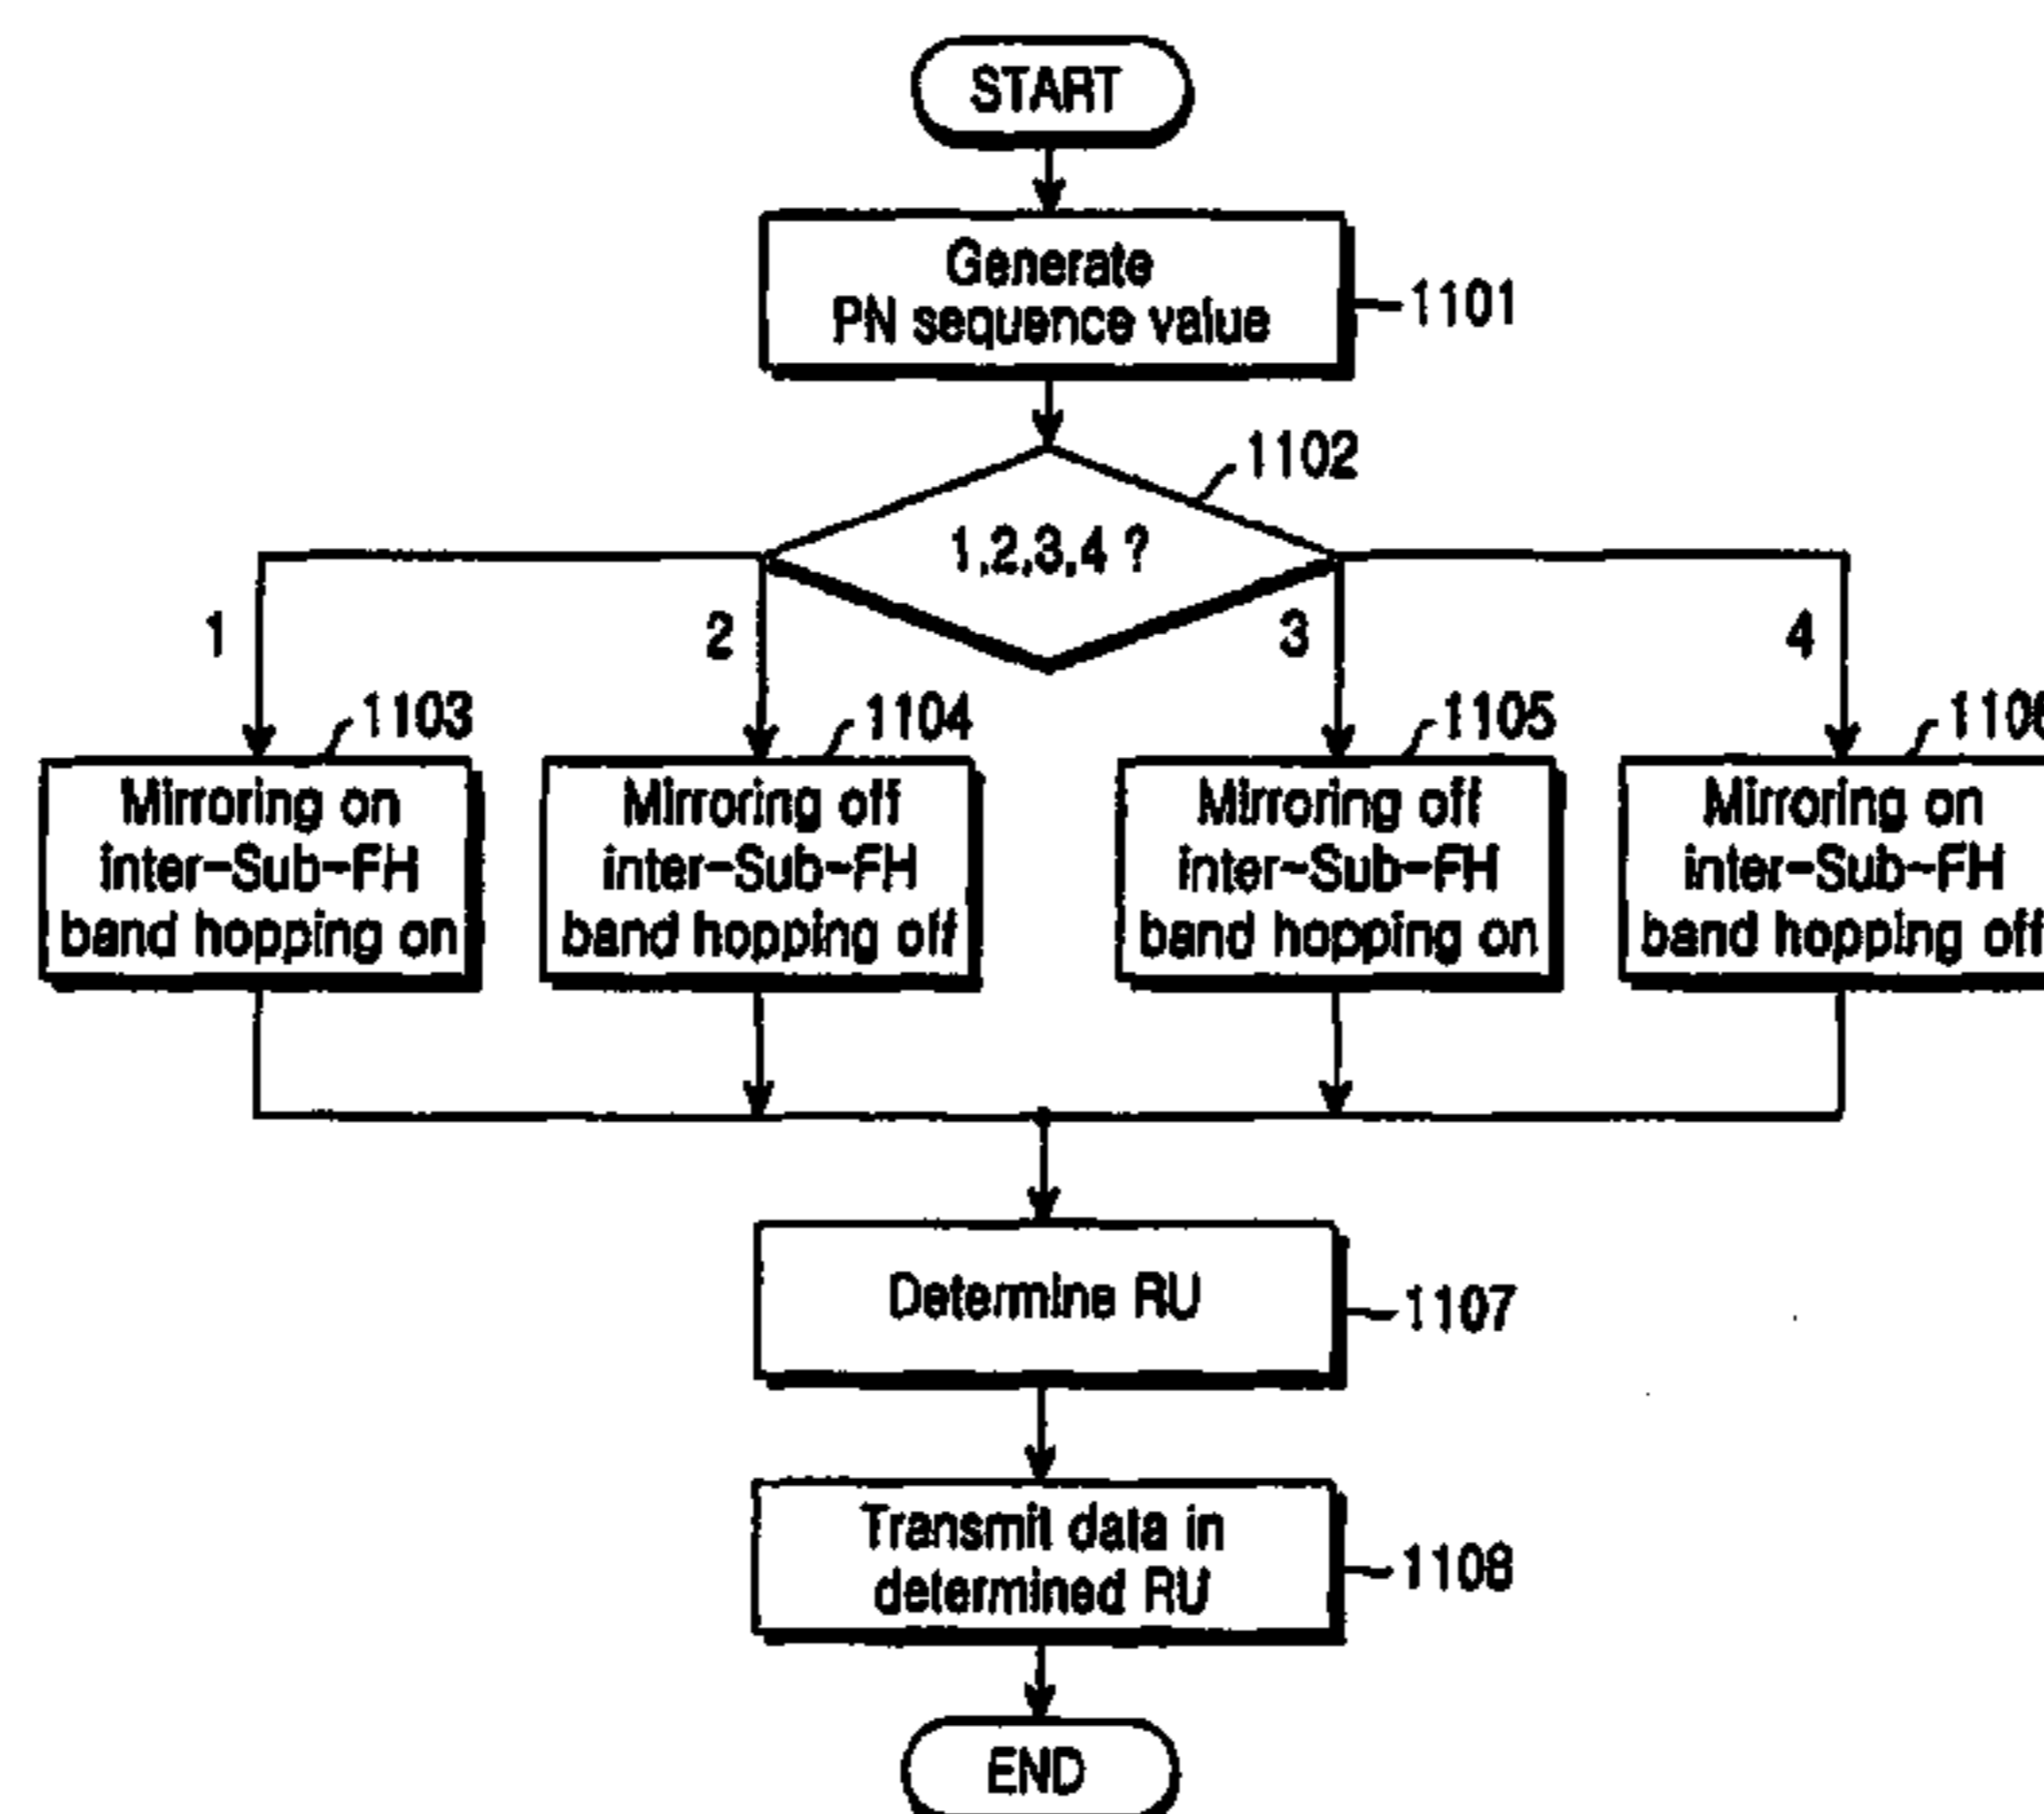 START
Generate
PN sequence value
1101
1102
1,2,3,4 ?
1
2
3
4
1103
1104
1105
Mirroring on
inter-Sub-FH
band hopping on
Mirroring off
inter-Sub-FH
band hopping off
Mirroring off
inter-Sub-FH
band hopping on
Mirroring on
inter-Sub-FH
band hopping off
Determine RU
1107
Transmit data in
determined RU
1108
END